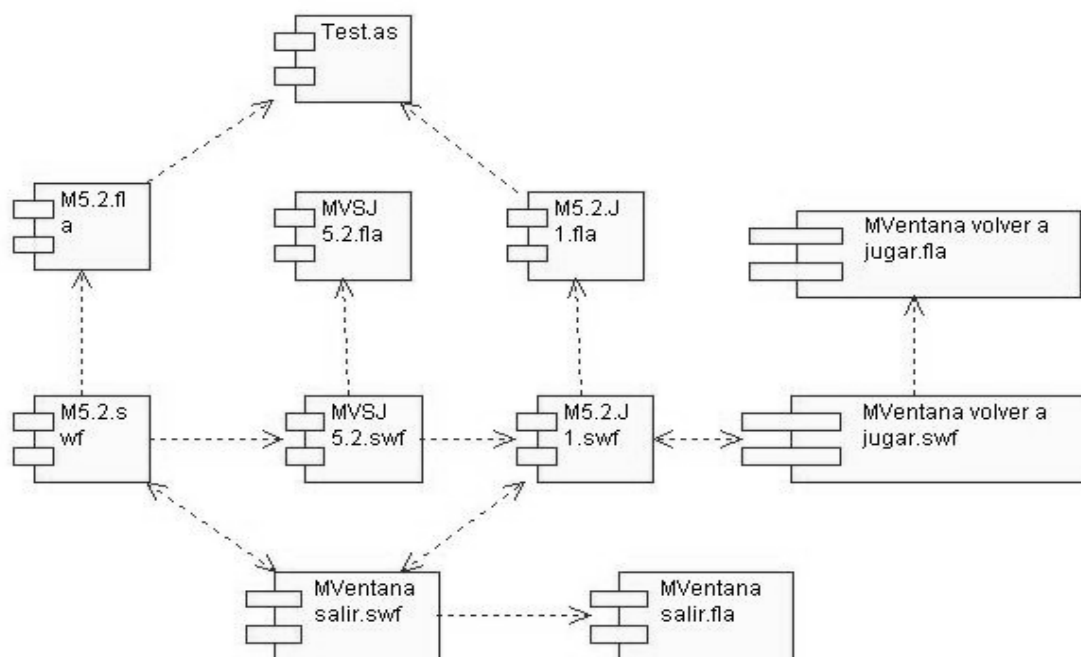 Test.as
M5.2.fl
a
MVSJ
5.2.fla
M5.2.J
1.fla
MVentana volver a
jugar.fla
M5.2.s
wf
MVSJ
5.2.swf
M5.2.J
1.swf
MVentana volver a
jugar.swf
MVentana
salir.swf
MVentana
salir.fla